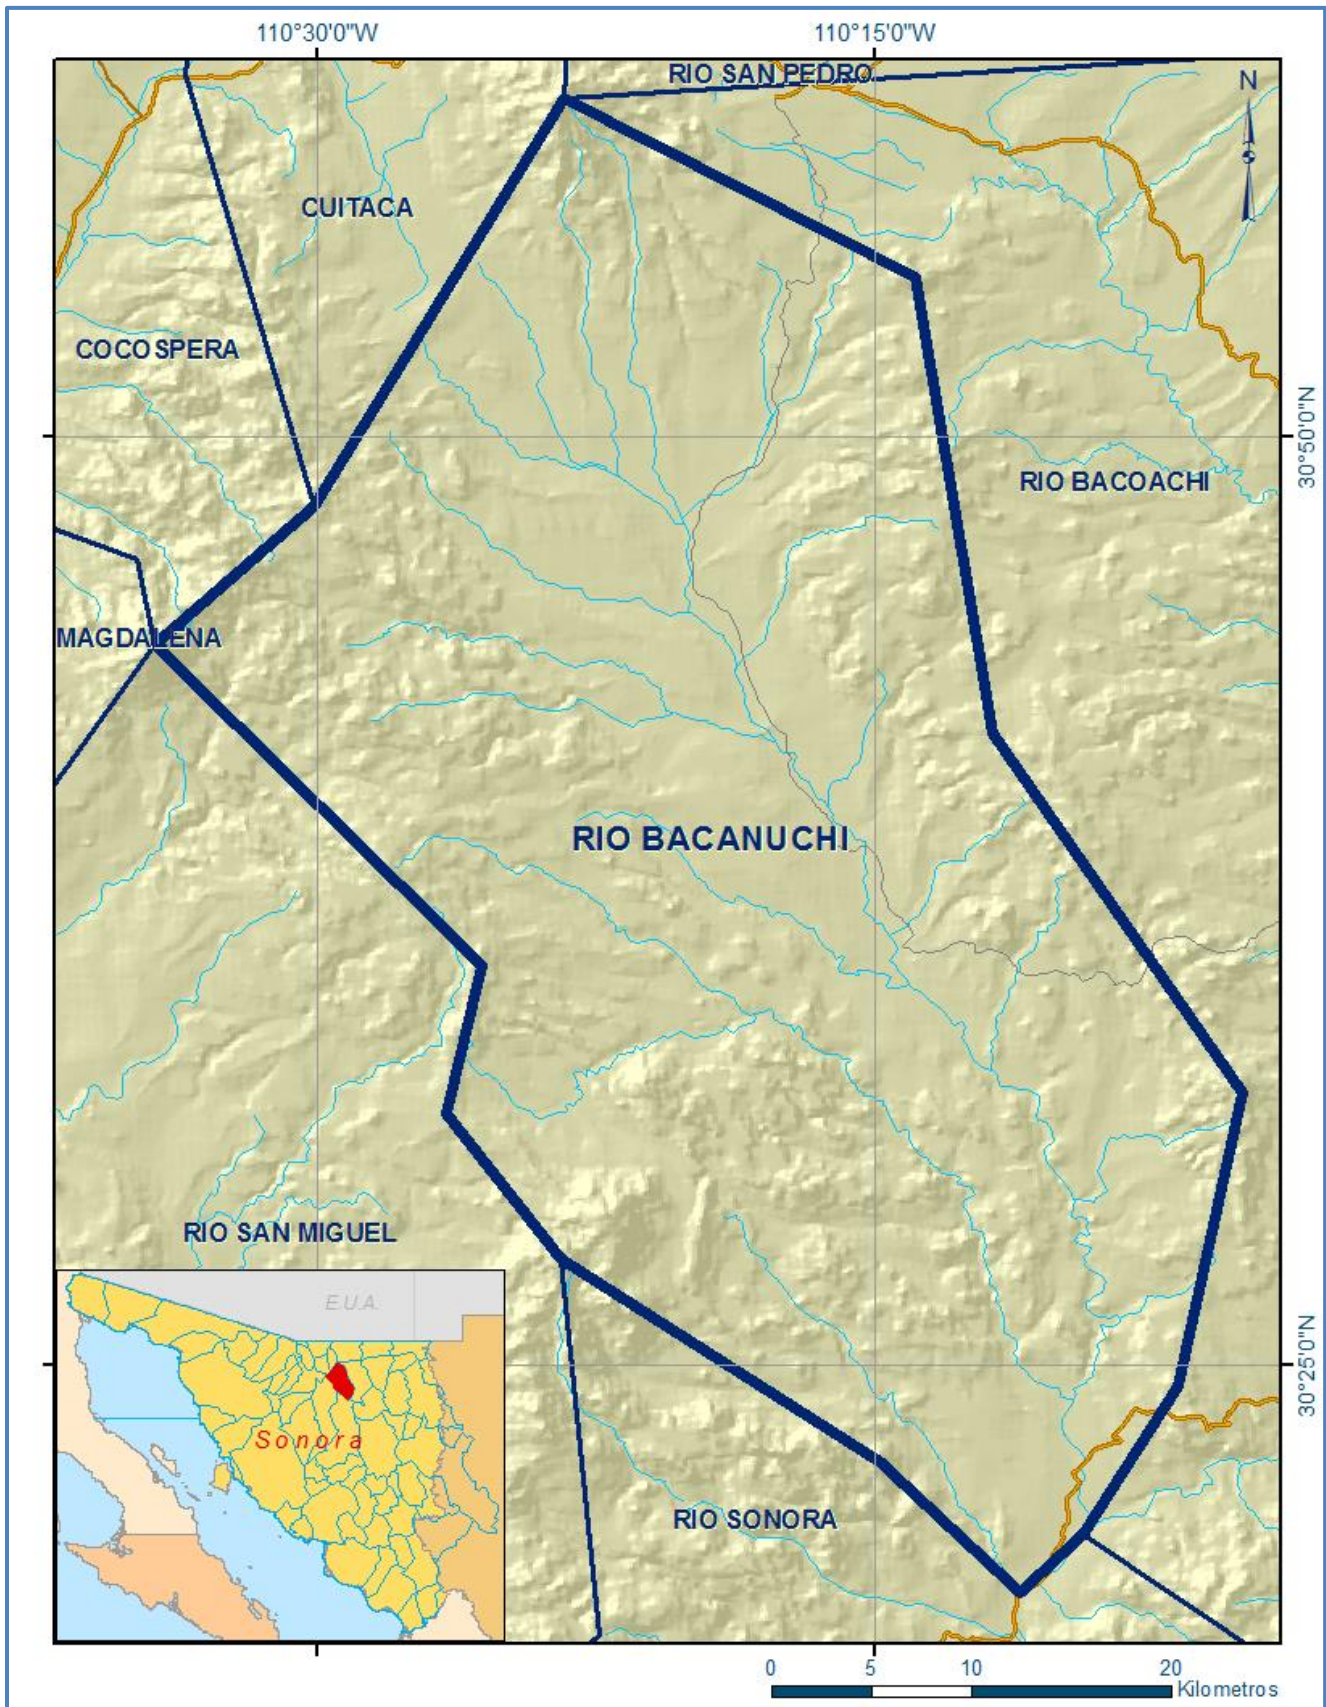 110°30'0"W
110°15'0"W
RIO SAN PEDRO
N
CUITACA
COCOSPERA
30°50'0"N
RIO BACOACHI
MAGDALENA
RIO BACANUCHI
RIO SAN MIGUEL
E.U.A.
30°25'0"N
Sonora
RIO SONORA
0 5 10 20
Kilometros